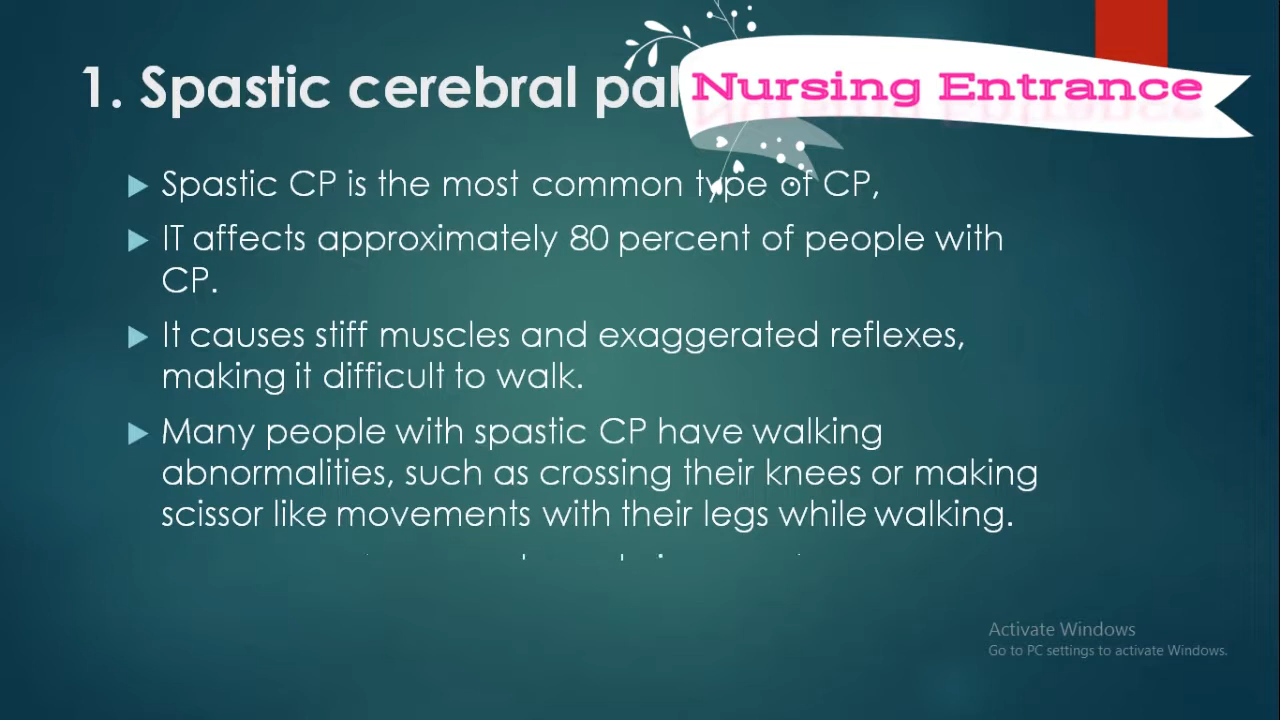 1. Spastic cerebral pal
Nursing Entrance
Spastic CP is the most common type of CP,
IT affects approximately 80 percent of people with
CP.
It causes stiff muscles and exaggerated reflexes,
making it difficult to walk.
Many people with spastic CP have walking
abnormalities, such as crossing their knees or making
scissor like movements with their legs while walking.
Activate Windows
Go to PC settings to activate Windows.